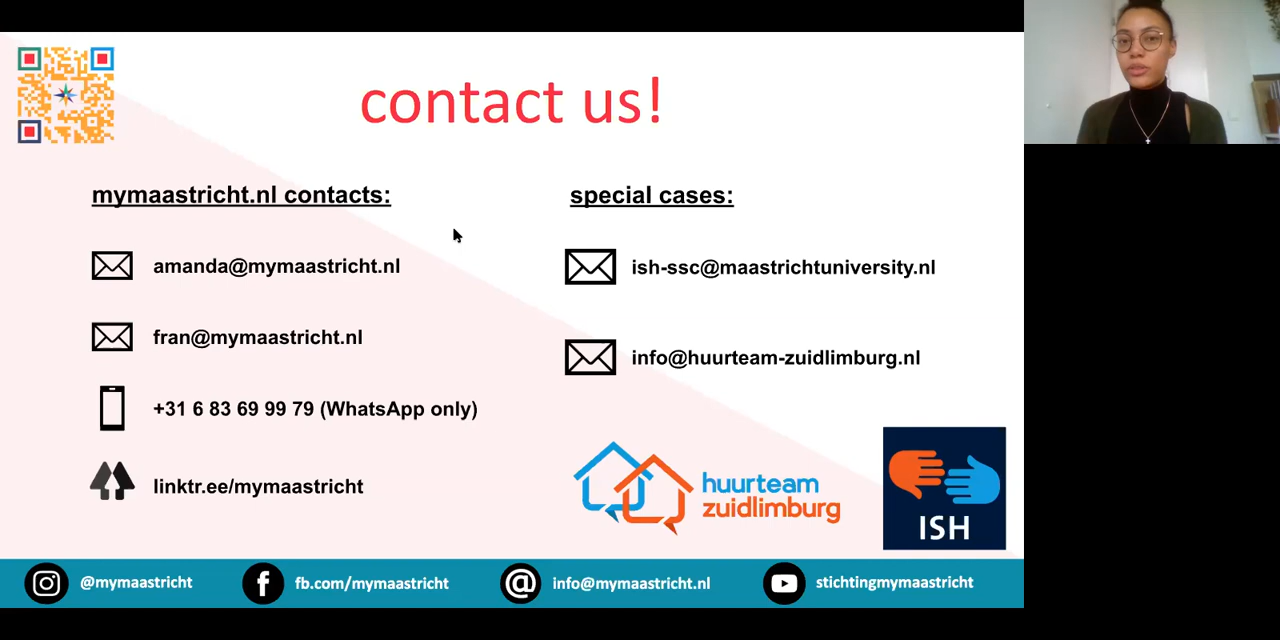 contact us!
mymaastricht.nl contacts:
amanda@mymaastricht.nl
fran@mymaastricht.nl
+31 6 83 69 99 79 (WhatsApp only)
linktr.ee/mymaastricht
special cases:
ish-ssc@maastrichtuniversity.nl
info@huurteam-zuidlimburg.nl
huurteam
zuidlimburg
ISH
@mymaastricht
fb.com/mymaastricht
info@mymaastricht.nl
stichtingmymaastricht